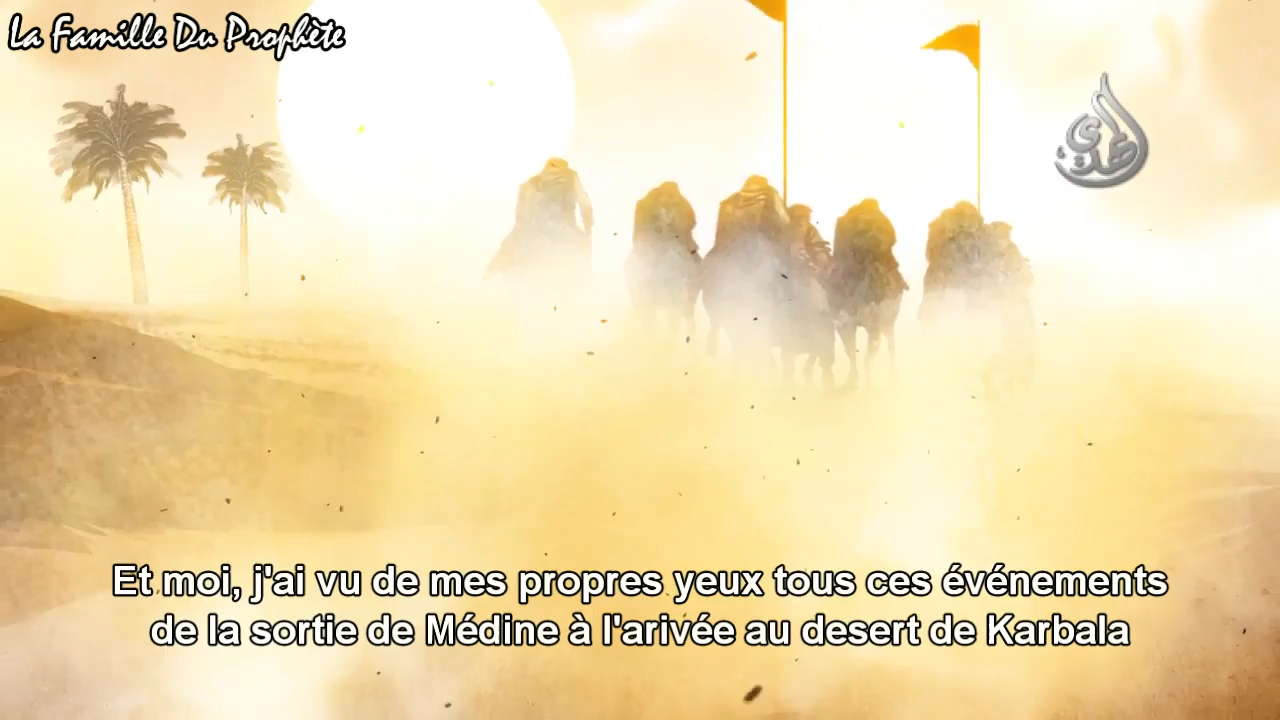 La Famille Du Prophète
الهدى
Et moi, j'ai vu de mes propres yeux tous ces événements
de la sortie de Médine à l'arivée au desert de Karbala